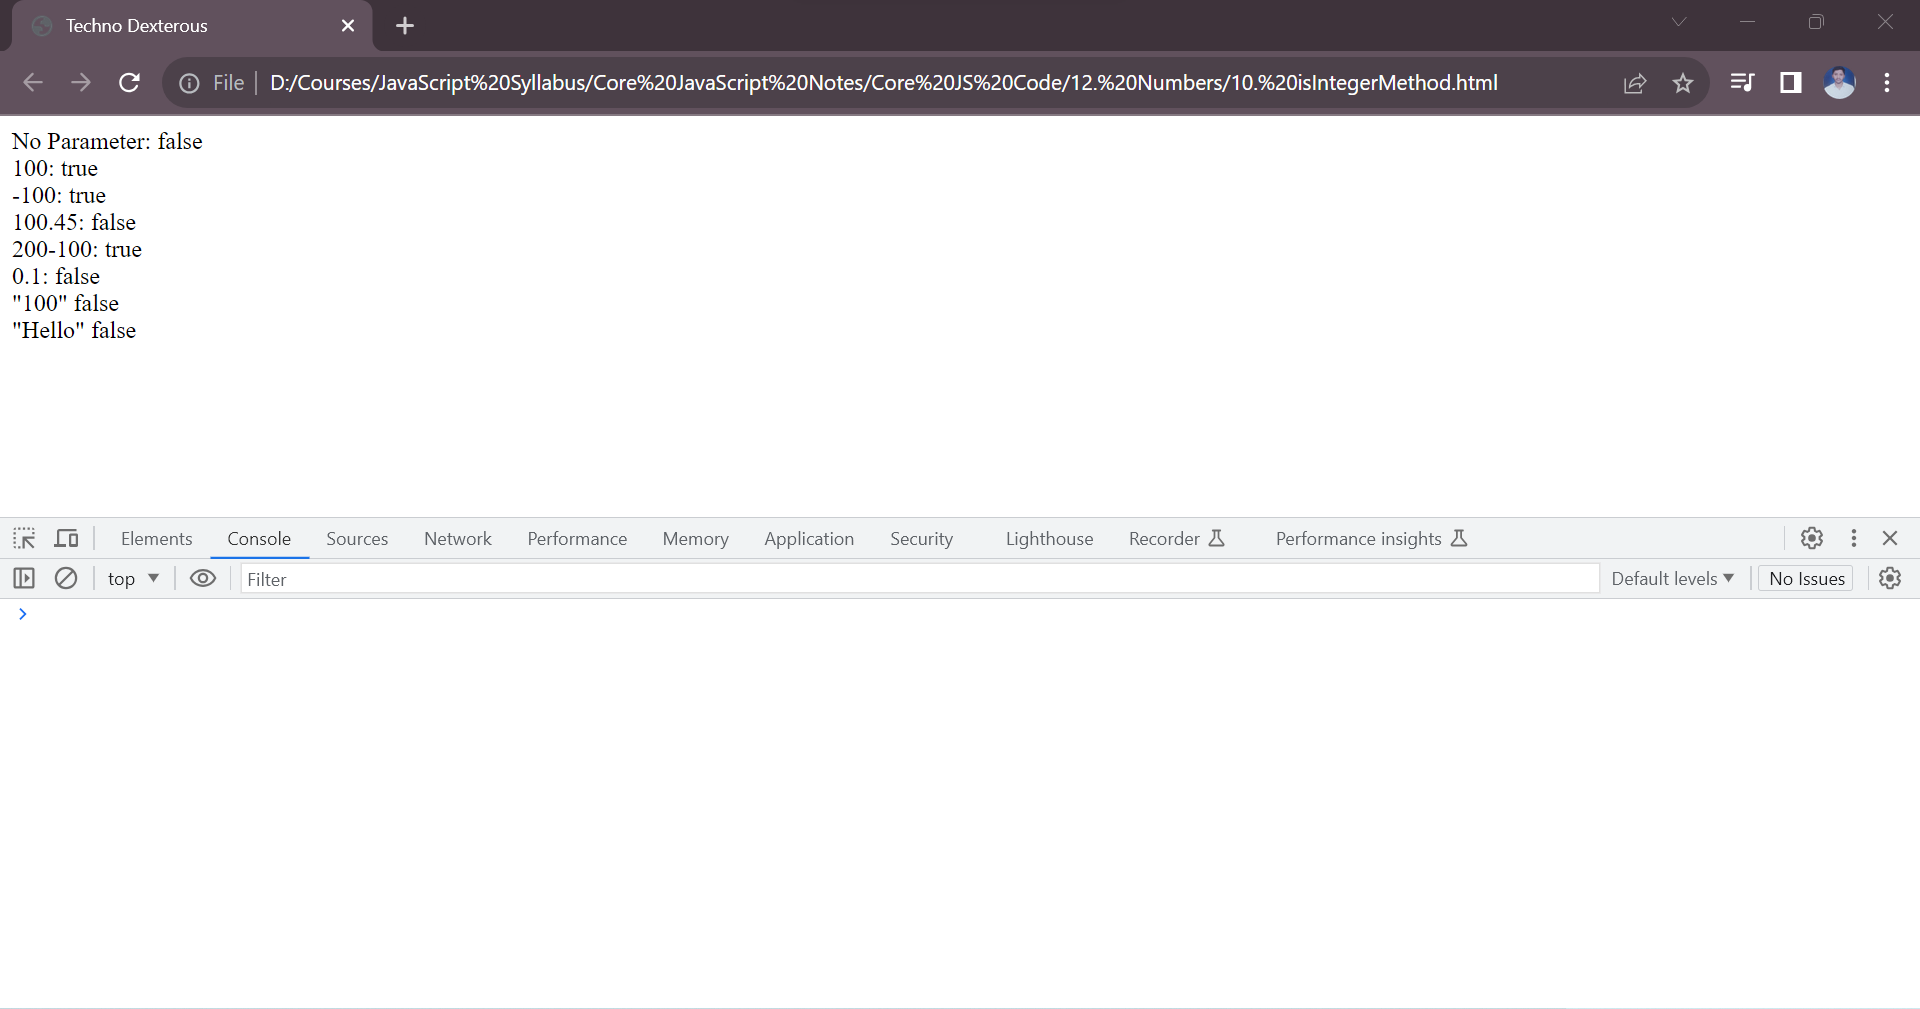 Techno Dexterous
File D:/Courses/JavaScript%20Syllabus/Core%20JavaScript%20Notes/Core%20JS%20Code/12.%20Numbers/10.%20isIntegerMethod.html
No Parameter: false
100: true
-100: true
100.45: false
200-100: true
0.1: false
"100" false
"Hello" false
Elements Console Sources Network Performance Memory Application Security Lighthouse Recorder Performance insights
top Filter Default levels No Issues